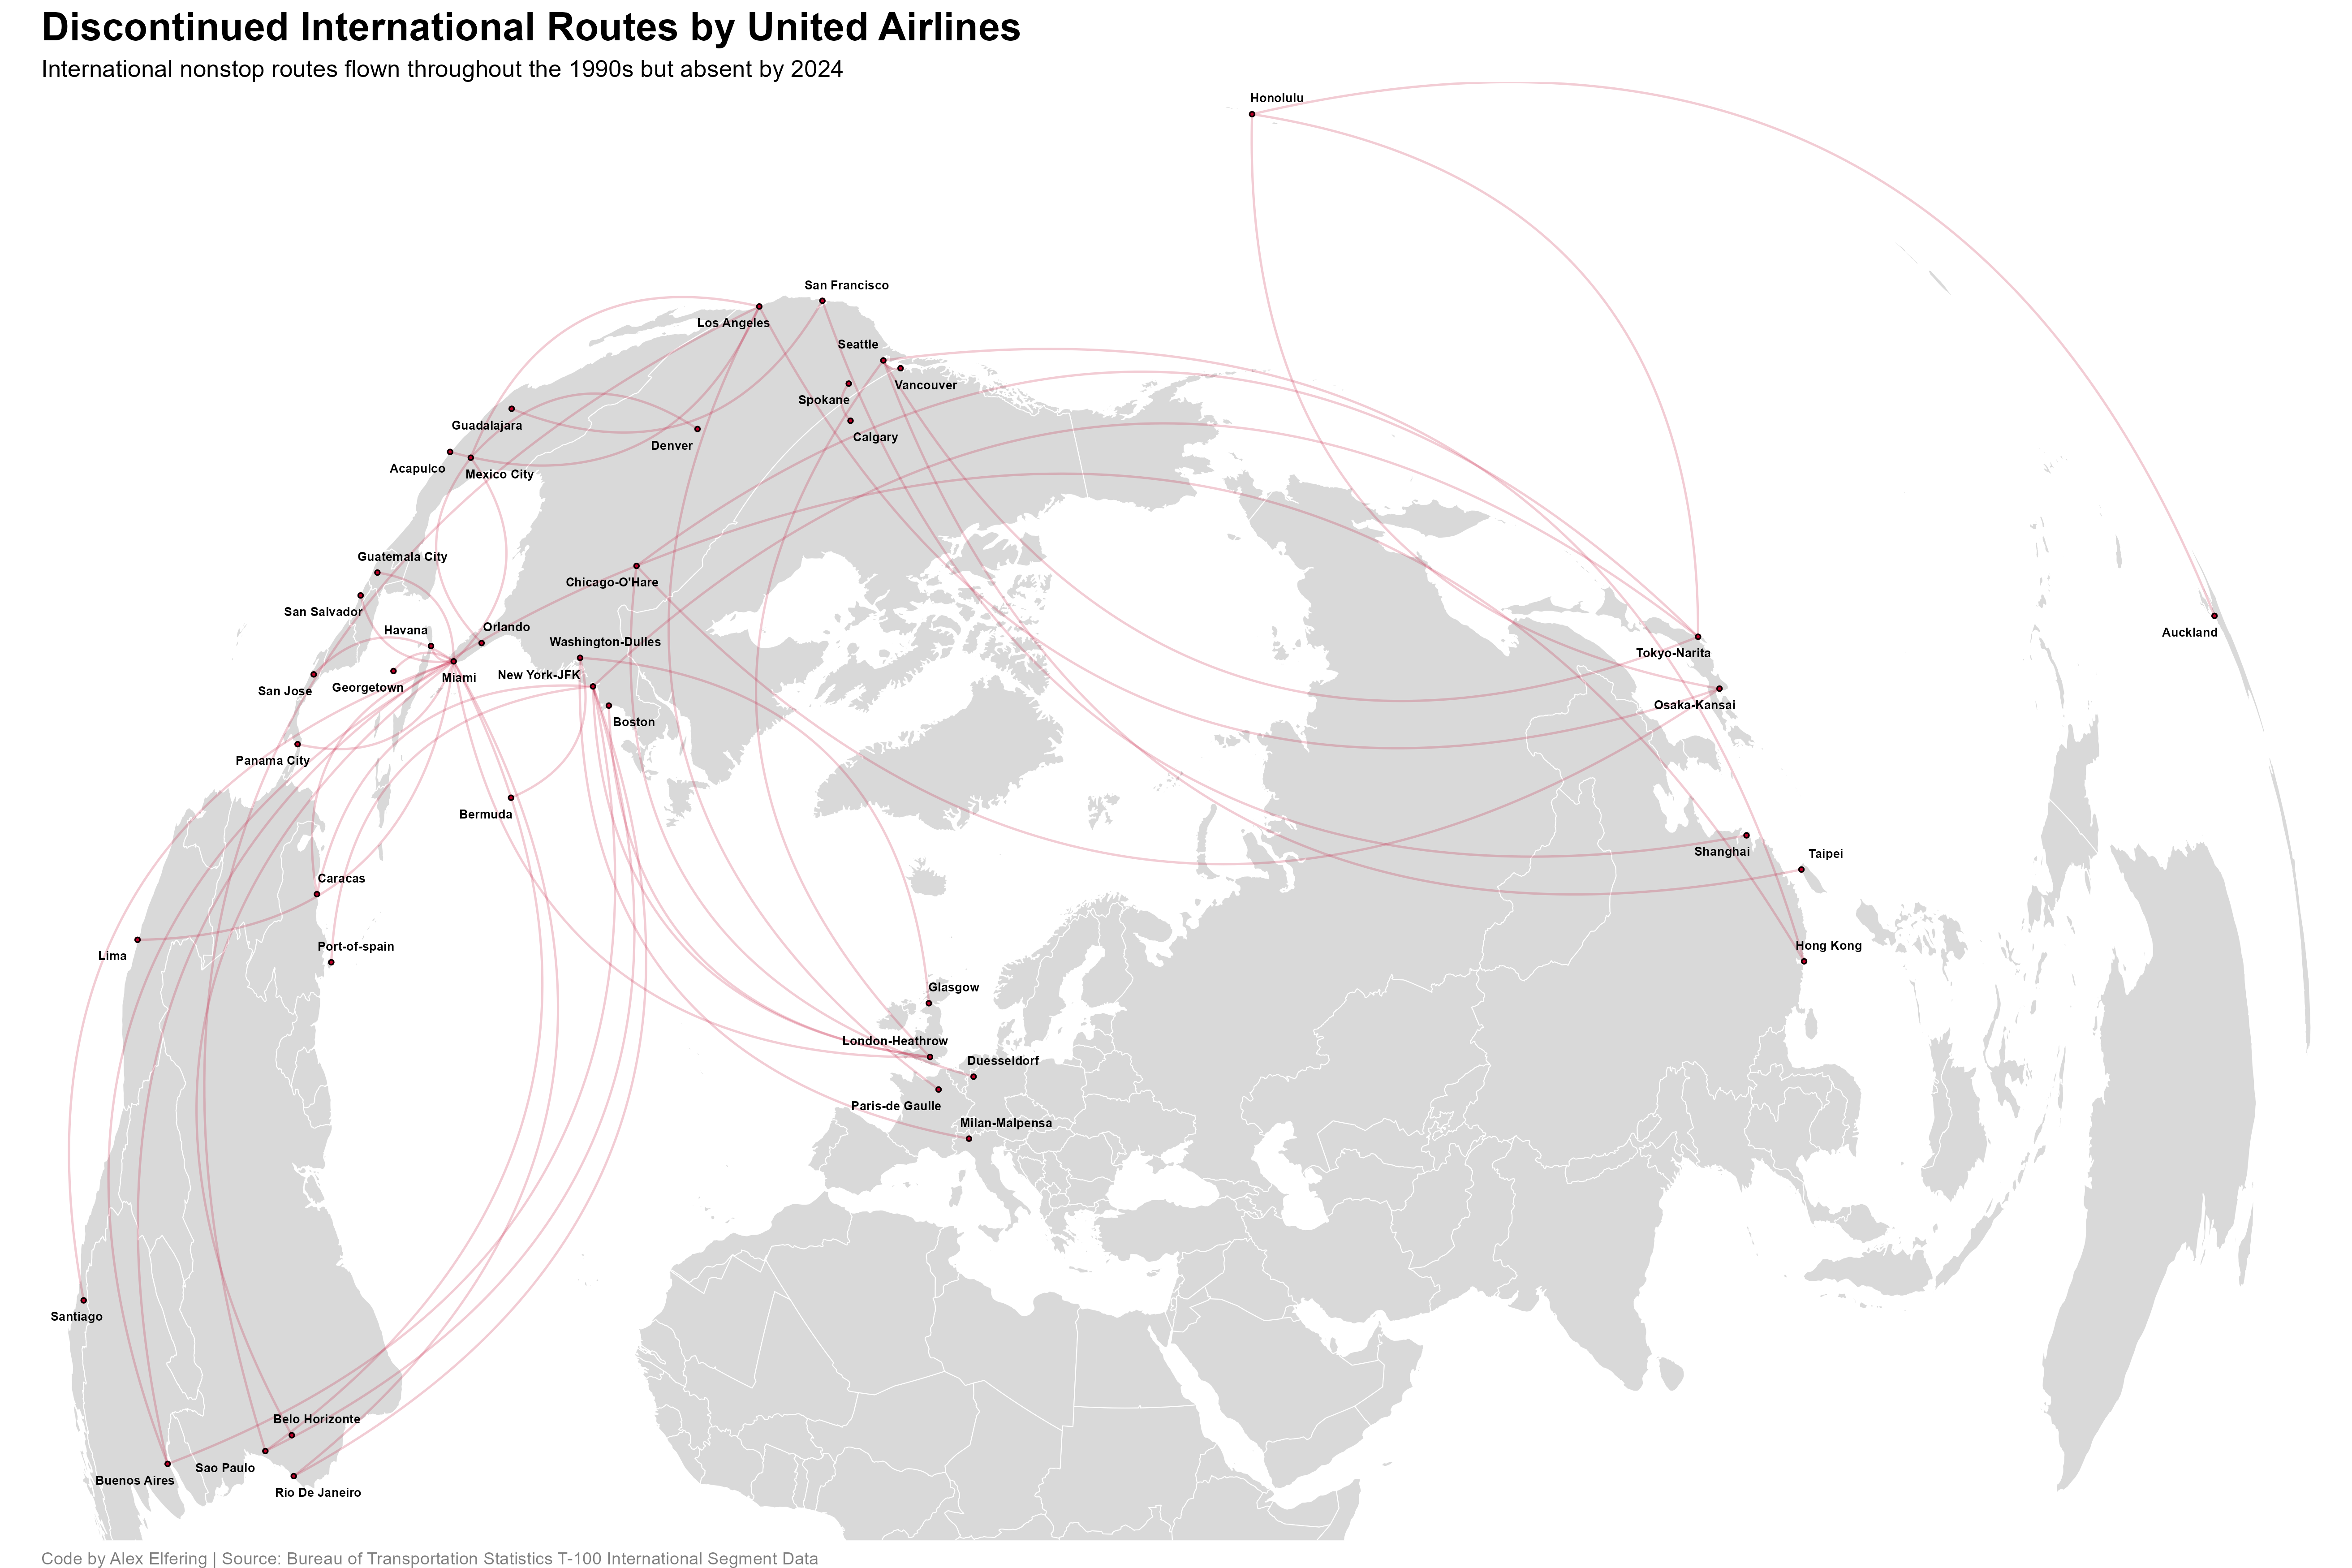 Discontinued International Routes by United Airlines
International nonstop routes flown throughout the 1990s but absent by 2024
Honolulu
San Francisco
Los Angeles
Seattle
Vancouver
Spokane
Guadalajara
Calgary
Denver
Acapulco
Mexico City
Guatemala City
Chicago-O'Hare
San Salvador
Havana
Orlando
Auckland
Washington-Dulles
Tokyo-Narita
New York-JFK
Miami
Georgetown
San Jose
Osaka-Kansai
Boston
Panama City
Bermuda
Shanghai
Taipei
Caracas
Port-of-spain
Hong Kong
Lima
Glasgow
London-Heathrow
Duesseldorf
Paris-de Gaulle
Milan-Malpensa
Santiago
Belo Horizonte
Sao Paulo
Buenos Aires
Rio De Janeiro
Code by Alex Elfering | Source: Bureau of Transportation Statistics T-100 International Segment Data